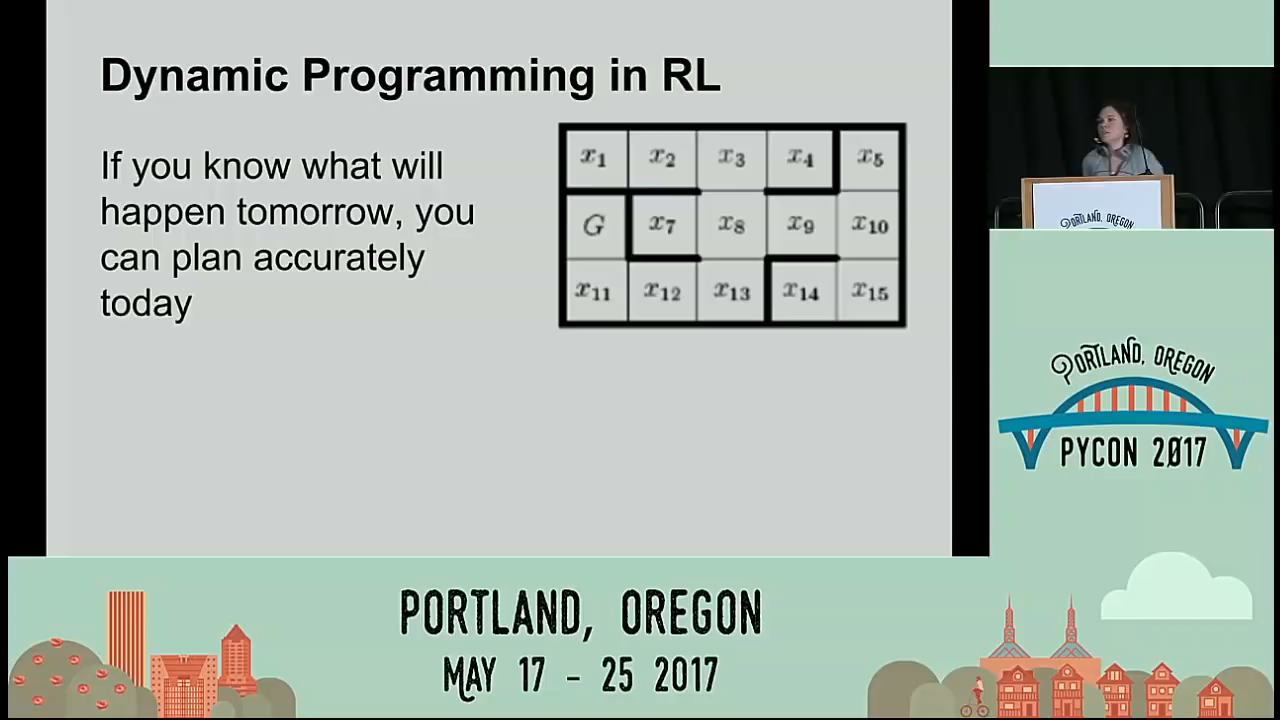 Dynamic Programming in RL
If you know what will
happen tomorrow, you
can plan accurately
today
x1 x2 x3 x4 x5
G x7 x8 x9 x10
x11 x12 x13 x14 x15
PORTLAND, OREGON
PORTLAND, OREGON
PYCON 2017
PORTLAND, OREGON
MAY 17 - 25 2017